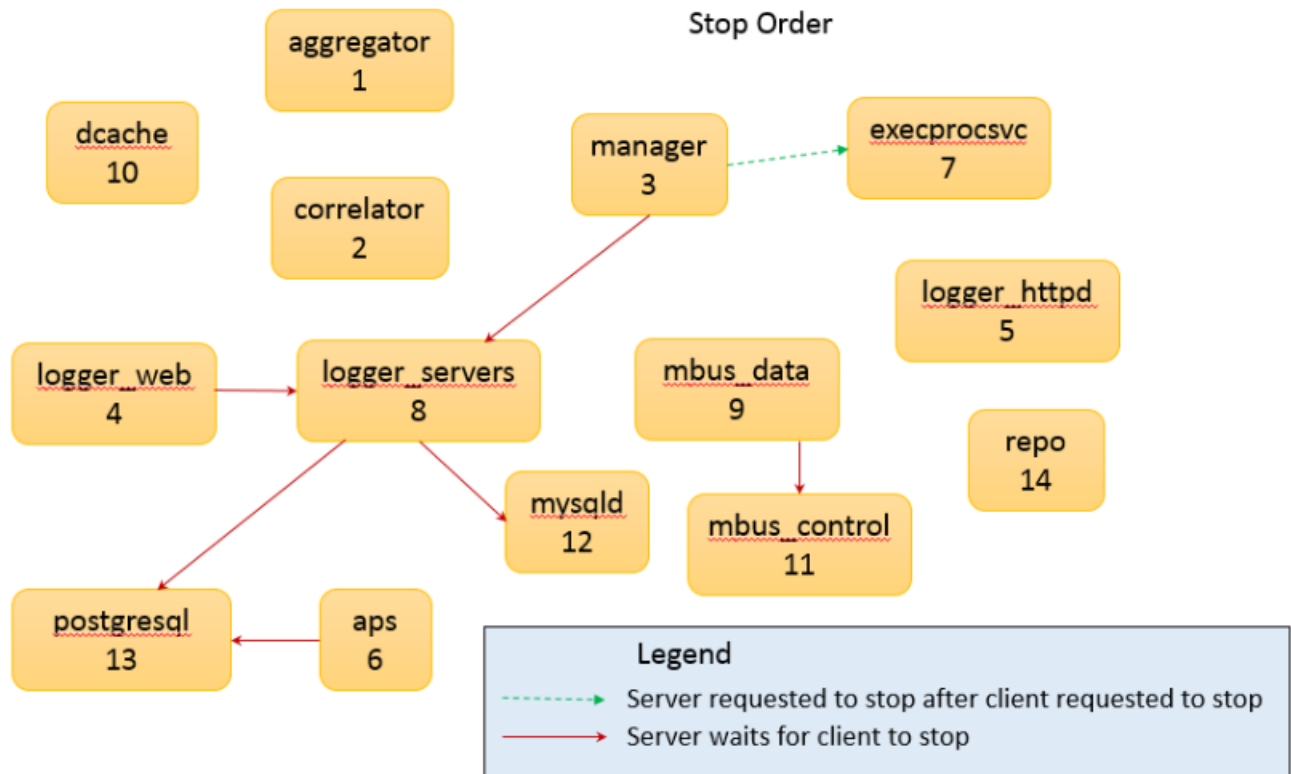 Stop Order
aggregator
1
dcache
10
manager
3
execprocsvc
7
correlator
2
logger_httpd
5
logger_web
4
logger_servers
8
mbus_data
9
repo
14
mysqld
12
mbus_control
11
postgresql
13
aps
6
Legend
Server requested to stop after client requested to stop
Server waits for client to stop